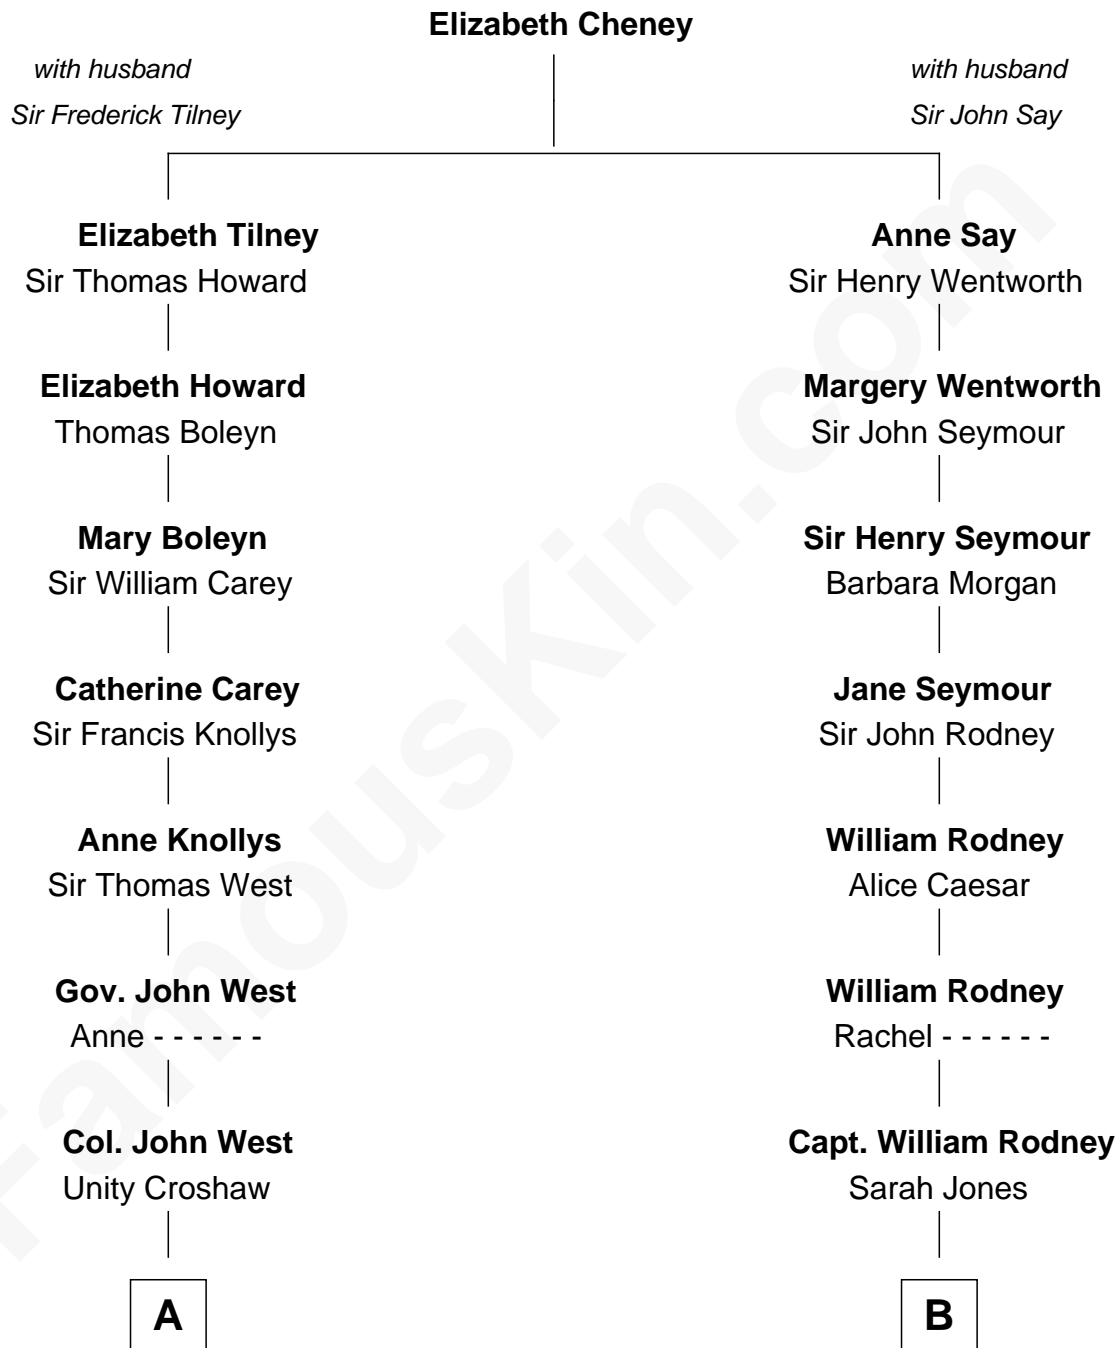 Elizabeth Cheney
with husband
Sir Frederick Tilney
with husband
Sir John Say
Elizabeth Tilney
Sir Thomas Howard
Anne Say
Sir Henry Wentworth
Elizabeth Howard
Thomas Boleyn
Margery Wentworth
Sir John Seymour
Mary Boleyn
Sir William Carey
Sir Henry Seymour
Barbara Morgan
Catherine Carey
Sir Francis Knollys
Jane Seymour
Sir John Rodney
Anne Knollys
Sir Thomas West
William Rodney
Alice Caesar
Gov. John West
Anne - - - - - -
William Rodney
Rachel - - - - - -
Col. John West
Unity Croshaw
Capt. William Rodney
Sarah Jones
A
B
FamousKin.com